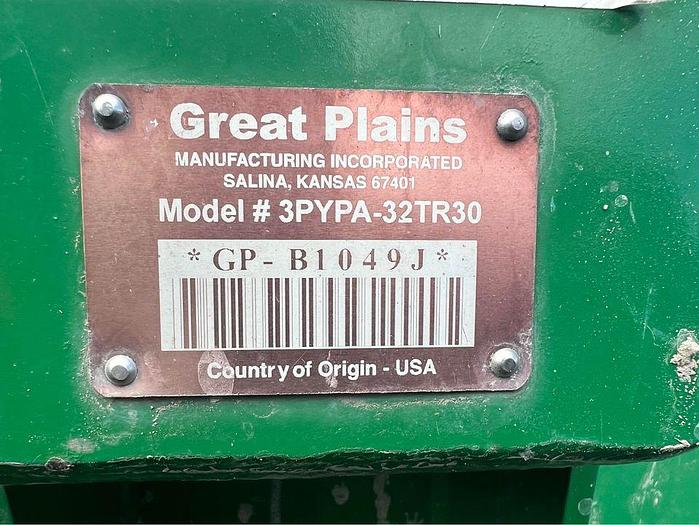 Great Plains
MANUFACTURING INCORPORATED
SALINA, KANSAS 67401
Model # 3PYPA-32TR30
*GP-B1049J*
Country of Origin - USA